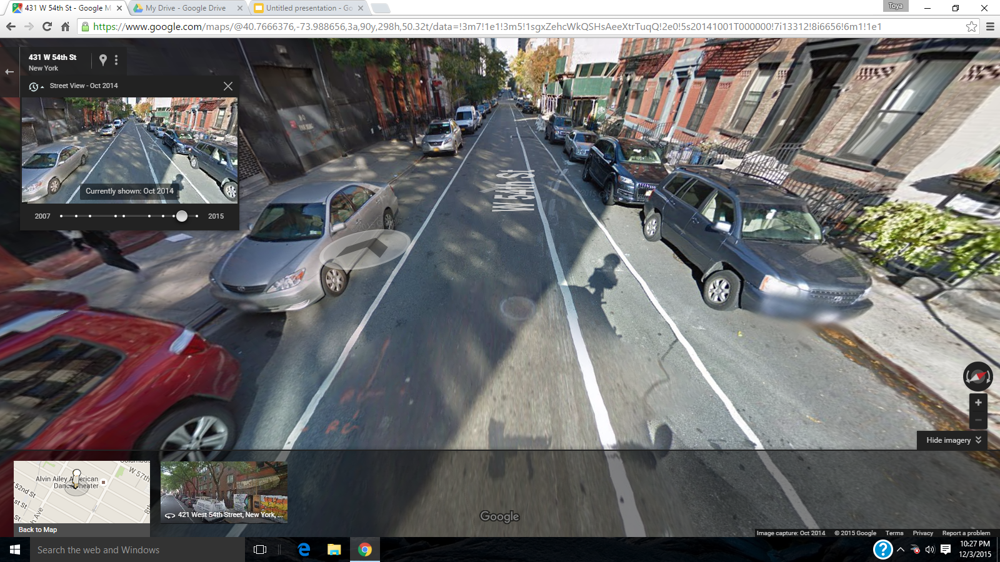 431 W 54th St - Google M
My Drive - Google Drive
Untitled presentation - Go
Toya
https://www.google.com/maps/@40.7666376,-73.988656,3a,90y,298h,50.32t/data=!3m7!1e1!3m5!1sgxZehcWkQSHsAeeXtrTuqQ!2e0!5s20141001T000000!7i13312!8i6656!6m1!1e1
431 W 54th St
New York
Street View - Oct 2014
Currently shown: Oct 2014
2007
2015
W 54th St
Hide imagery
Columbus
W 57th
Alvin Ailey American
Dance Theater
52nd St
1st St
St
Ave
8th
421 West 54th Street, New York, ...
Back to Map
Google
Image capture: Oct 2014
© 2015 Google
Terms
Privacy
Report a problem
Search the web and Windows
10:27 PM
12/3/2015